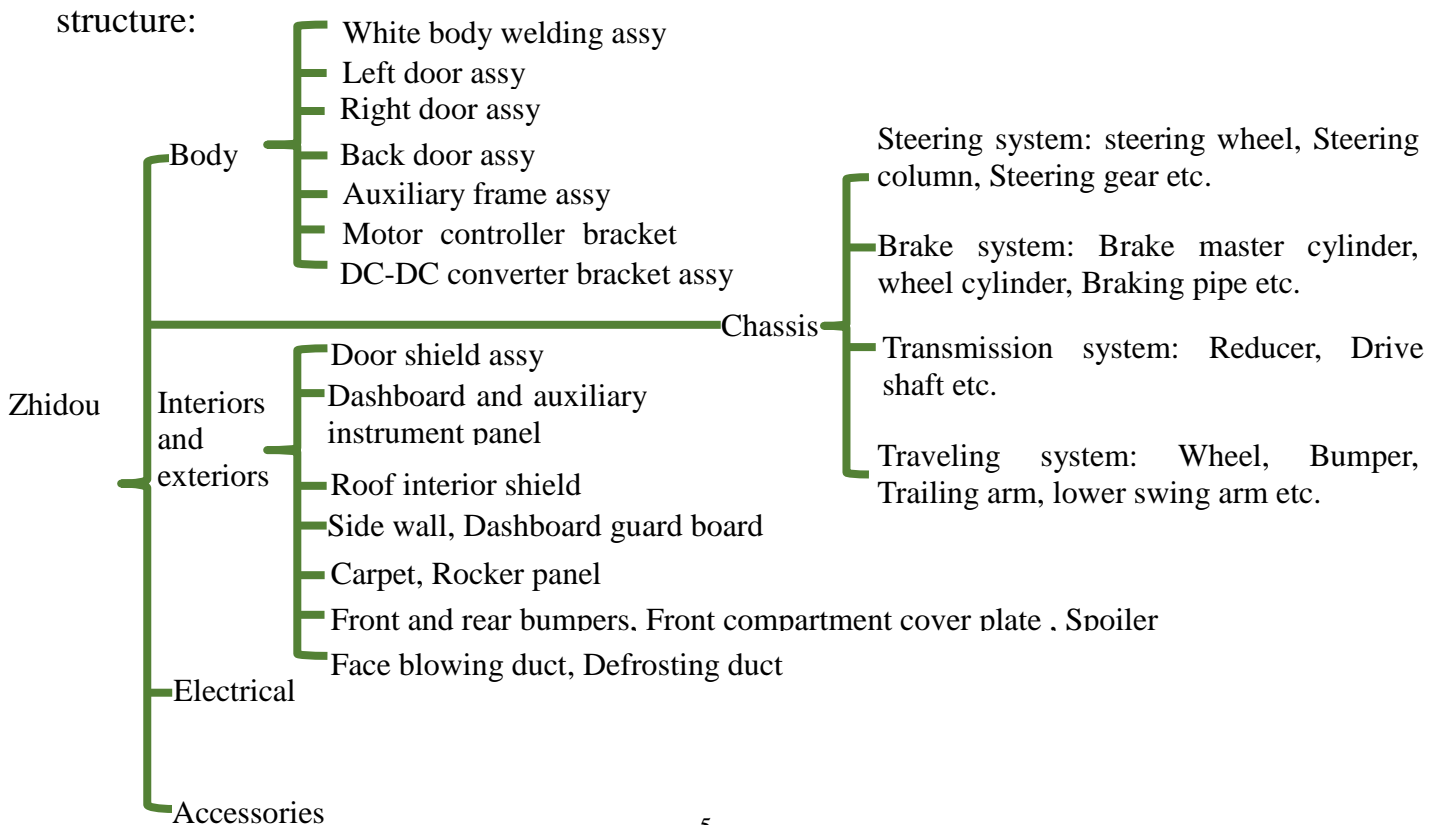 structure:
White body welding assy
Left door assy
Right door assy
Body
Back door assy
Auxiliary frame assy
Motor controller bracket
DC-DC converter bracket assy
Steering system: steering wheel, Steering
column, Steering gear etc.
Brake system: Brake master cylinder,
wheel cylinder, Braking pipe etc.
Chassis
Transmission system: Reducer, Drive
shaft etc.
Traveling system: Wheel, Bumper,
Trailing arm, lower swing arm etc.
Zhidou
Interiors
and
exteriors
Door shield assy
Dashboard and auxiliary
instrument panel
Roof interior shield
Side wall, Dashboard guard board
Carpet, Rocker panel
Front and rear bumpers, Front compartment cover plate , Spoiler
Face blowing duct, Defrosting duct
Electrical
Accessories
5